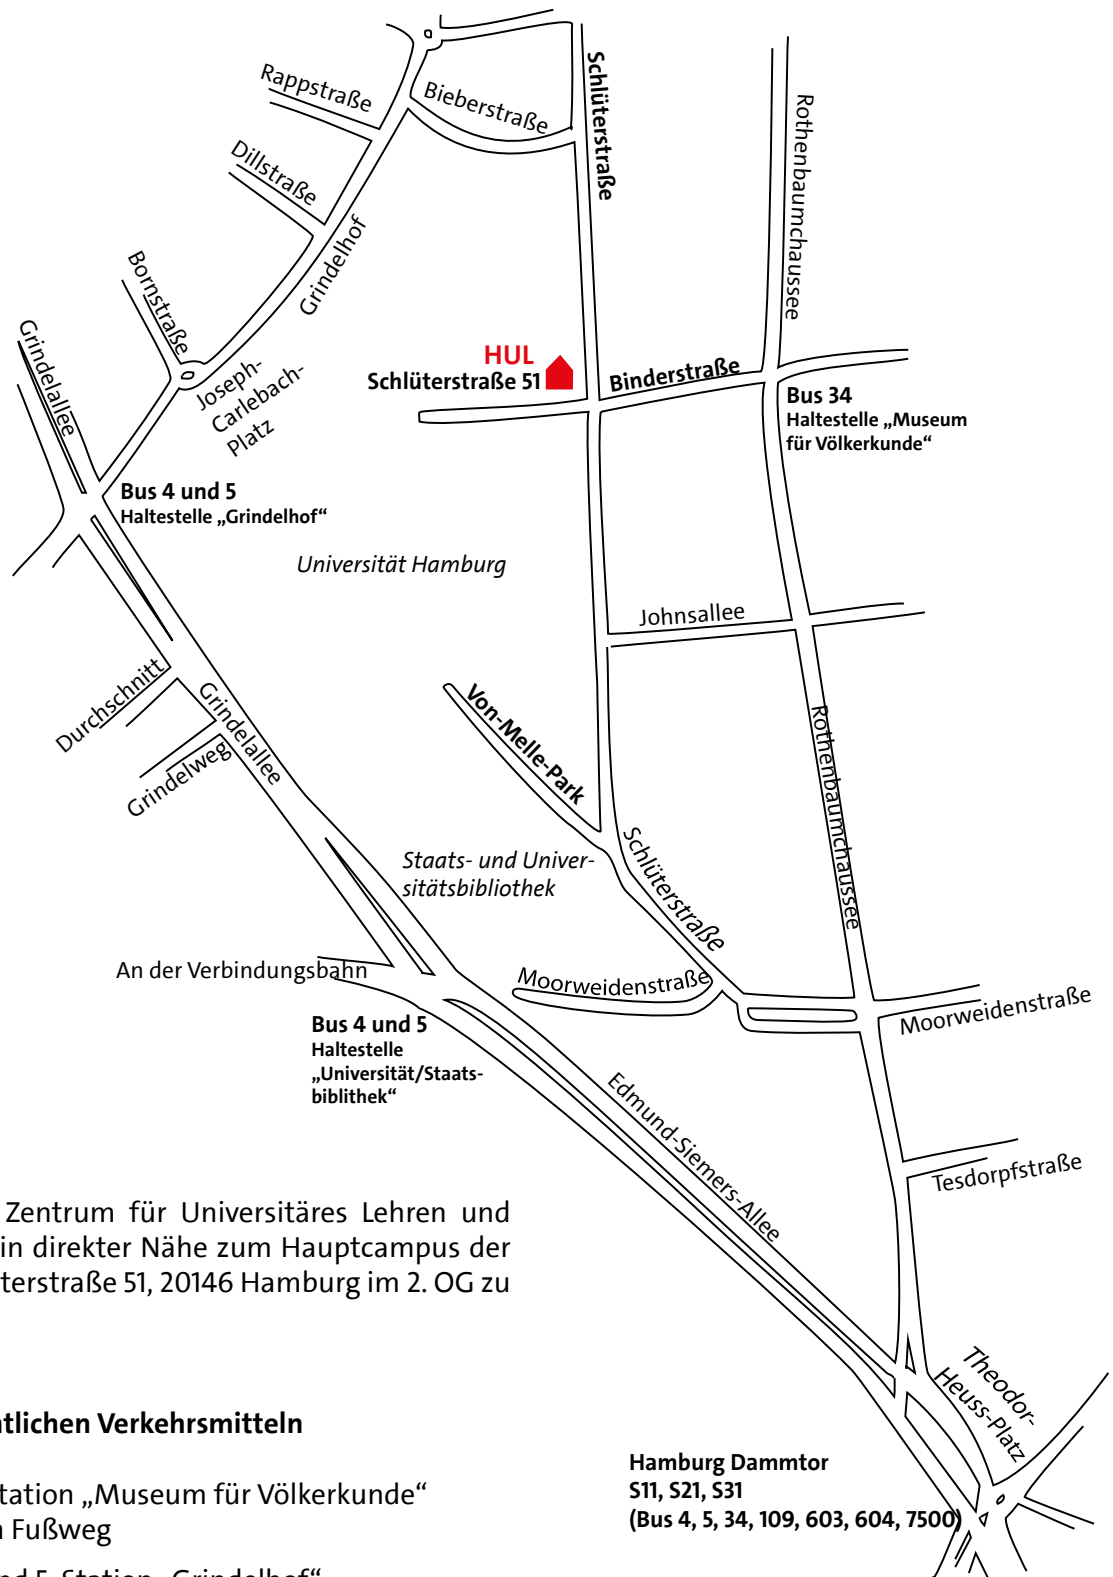 Rappstraße
Bieberstraße
Schlüterstraße
Rothenbaumchaussee
Dillstraße
Grindelhof
Bornstraße
Grindelallee
Joseph-
Carlebach-
Platz
HUL
Schlüterstraße 51
Binderstraße
Bus 34
Haltestelle „Museum
für Völkerkunde“
Bus 4 und 5
Haltestelle „Grindelhof“
Universität Hamburg
Johnsallee
Durchschnitt
Grindelallee
Grindelweg
Von-Melle-Park
Rothenbaumchaussee
Schlüterstraße
Staats- und Univer-
sitätsbibliothek
An der Verbindungsbahn
Moorweidenstraße
Moorweidenstraße
Bus 4 und 5
Haltestelle
„Universität/Staats-
biblithek“
Edmund-Siemers-Allee
Tesdorpfstraße
Zentrum für Universitäres Lehren und
in direkter Nähe zum Hauptcampus der
terstraße 51, 20146 Hamburg im 2. OG zu
Theodor-
Heuss-Platz
ntlichen Verkehrsmitteln
Hamburg Dammtor
S11, S21, S31
(Bus 4, 5, 34, 109, 603, 604, 7500)
tation „Museum für Völkerkunde“
Fußweg
nd 5, Station „Grindelhof“